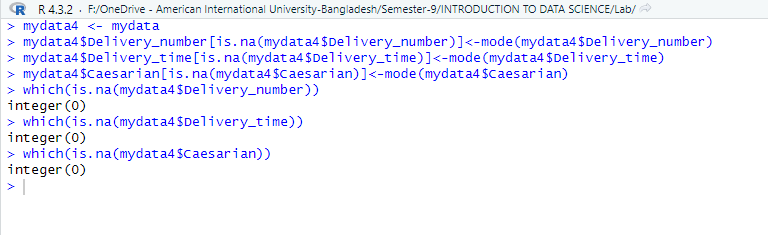 R 4.3.2 · F:/OneDrive - American International University-Bangladesh/Semester-9/INTRODUCTION TO DATA SCIENCE/Lab/
> mydata4 <- mydata
> mydata4$Delivery_number[is.na(mydata4$Delivery_number)]<-mode(mydata4$Delivery_number)
> mydata4$Delivery_time[is.na(mydata4$Delivery_time)]<-mode(mydata4$Delivery_time)
> mydata4$Caesarian[is.na(mydata4$Caesarian)]<-mode(mydata4$Caesarian)
> which(is.na(mydata4$Delivery_number))
integer(0)
> which(is.na(mydata4$Delivery_time))
integer(0)
> which(is.na(mydata4$Caesarian))
integer(0)
>